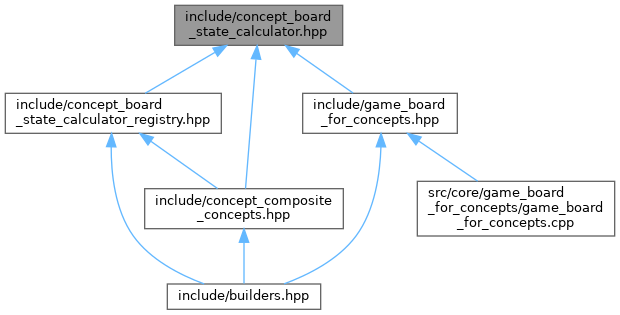 include/concept_board
_state_calculator.hpp
include/concept_board
_state_calculator_registry.hpp
include/game_board
_for_concepts.hpp
include/concept_composite
_concepts.hpp
src/core/game_board
_for_concepts/game_board
_for_concepts.cpp
include/builders.hpp